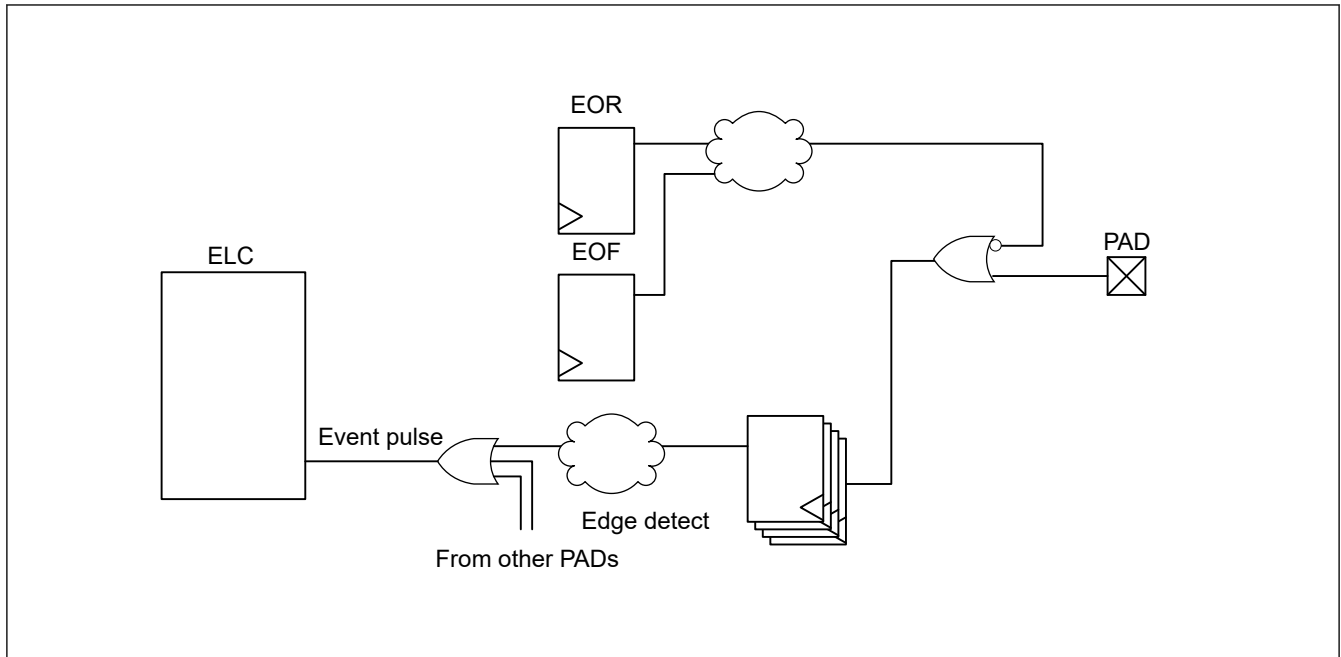 EOR
EOF
ELC
PAD
Event pulse
Edge detect
From other PADs